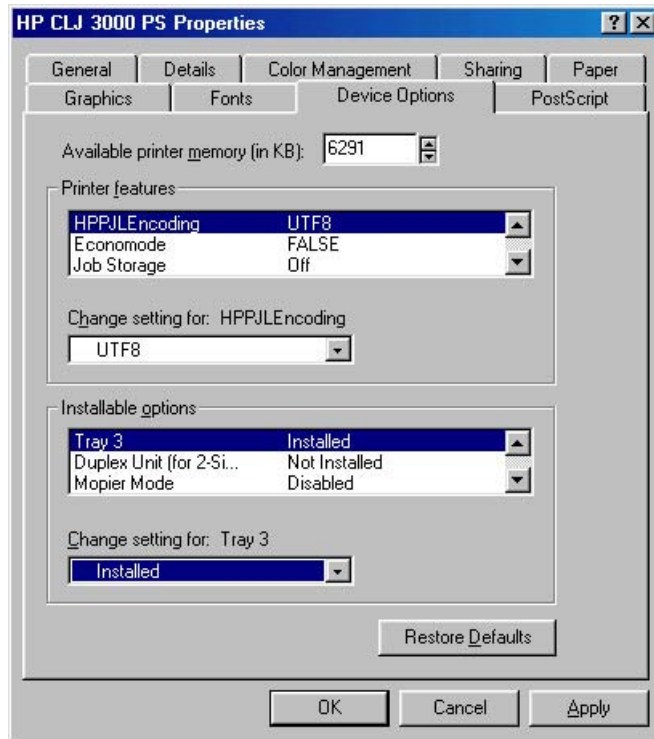 HP CLJ 3000 PS Properties
General Details Color Management Sharing Paper
Graphics Fonts Device Options PostScript
Available printer memory (in KB): 6291
Printer features
HPPJLEncoding UTF8
Economode FALSE
Job Storage Off
Change setting for: HPPJLEncoding
UTF8
Installable options
Tray 3 Installed
Duplex Unit (for 2-Si... Not Installed
Mopier Mode Disabled
Change setting for: Tray 3
Installed
Restore Defaults
OK Cancel Apply